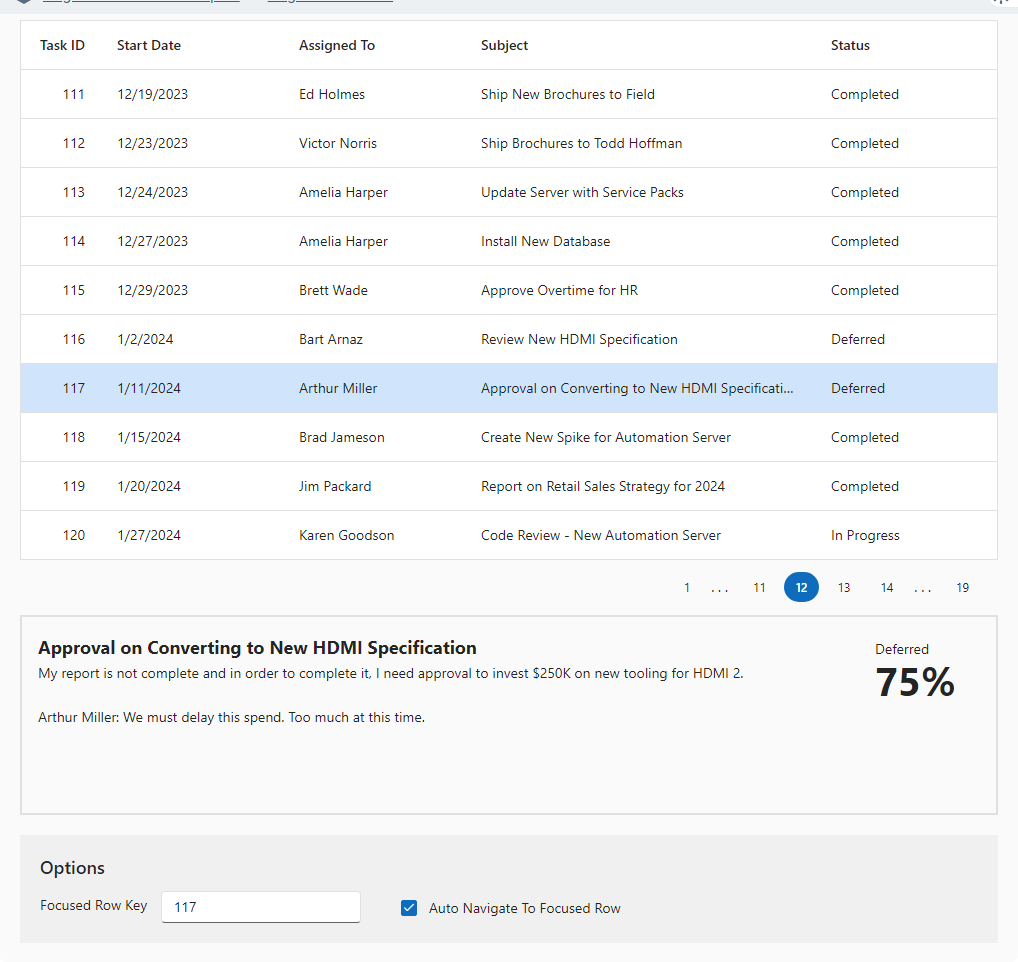 Task ID Start Date Assigned To Subject Status
111 12/19/2023 Ed Holmes Ship New Brochures to Field Completed
112 12/23/2023 Victor Norris Ship Brochures to Todd Hoffman Completed
113 12/24/2023 Amelia Harper Update Server with Service Packs Completed
114 12/27/2023 Amelia Harper Install New Database Completed
115 12/29/2023 Brett Wade Approve Overtime for HR Completed
116 1/2/2024 Bart Arnaz Review New HDMI Specification Deferred
117 1/11/2024 Arthur Miller Approval on Converting to New HDMI Specificati... Deferred
118 1/15/2024 Brad Jameson Create New Spike for Automation Server Completed
119 1/20/2024 Jim Packard Report on Retail Sales Strategy for 2024 Completed
120 1/27/2024 Karen Goodson Code Review - New Automation Server In Progress
1 ... 11 12 13 14 ... 19
Approval on Converting to New HDMI Specification
Deferred
My report is not complete and in order to complete it, I need approval to invest $250K on new tooling for HDMI 2.
75%
Arthur Miller: We must delay this spend. Too much at this time.
Options
Focused Row Key 117 Auto Navigate To Focused Row